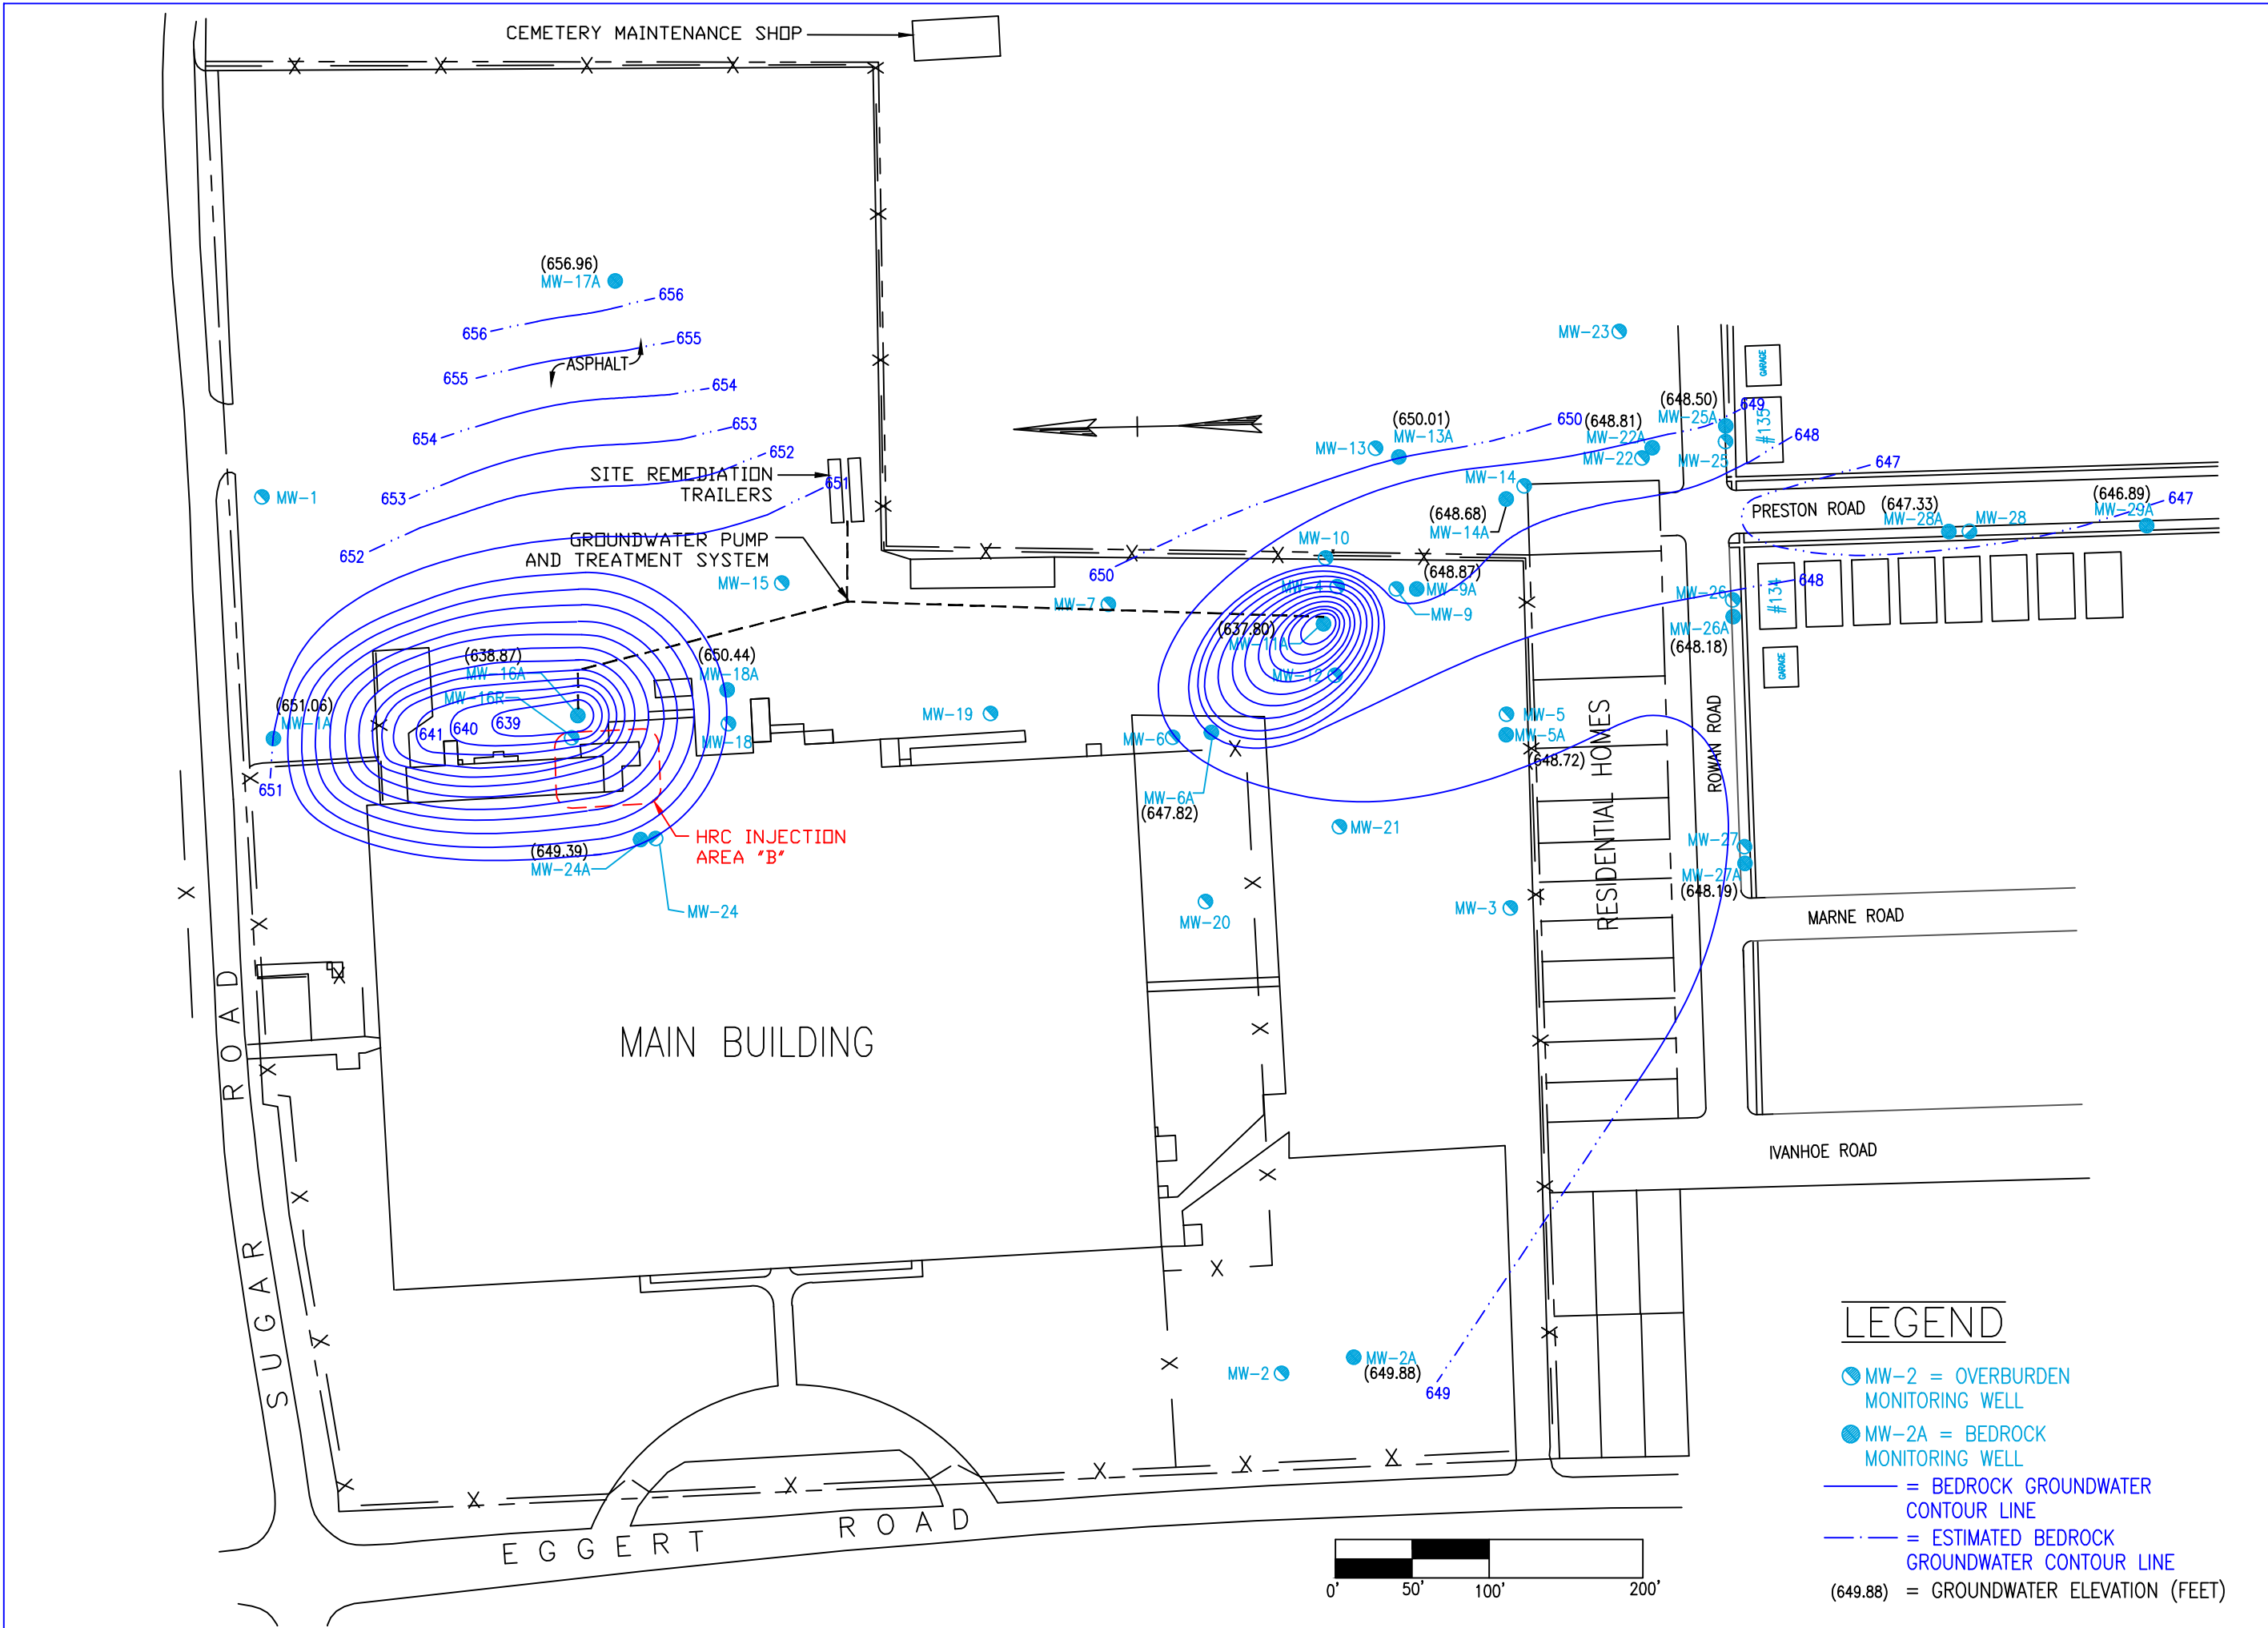 CEMETERY MAINTENANCE SHOP
(656.96)
MW-17A
656
656
655
655
ASPHALT
654
654
653
653
652
652
651
651
SITE REMEDIATION
TRAILERS
GROUNDWATER PUMP
AND TREATMENT SYSTEM
MW-1
MW-15
MW-7
(638.87)
MW-16A
MW-16R
(650.44)
MW-18A
MW-18
(651.06)
MW-1A
641
640
639
HRC INJECTION
AREA "B"
(649.39)
MW-24A
MW-24
MW-19
MW-23
(650.01)
MW-13A
MW-13
650
650
(648.81)
MW-22A
MW-22
(648.50)
MW-25A
MW-25
649
GARAGE
#135
648
647
647
MW-14
(648.68)
MW-14A
MW-10
MW-4
(648.87)
MW-9A
MW-9
(637.80)
MW-11A
MW-12
MW-6
MW-6A
(647.82)
MW-5
MW-5A
(648.72)
PRESTON ROAD
(647.33)
MW-28A
MW-28
(646.89)
MW-29A
648
MW-26
MW-26A
(648.18)
#134
GARAGE
RESIDENTIAL HOMES
ROWAN ROAD
MW-21
MW-20
MW-3
MW-27
MW-27A
(648.19)
MARNE ROAD
IVANHOE ROAD
MAIN BUILDING
SUGAR ROAD
EGGERT ROAD
MW-2
MW-2A
(649.88)
649
0'
50'
100'
200'
LEGEND
MW-2 = OVERBURDEN
MONITORING WELL
MW-2A = BEDROCK
MONITORING WELL
= BEDROCK GROUNDWATER
CONTOUR LINE
= ESTIMATED BEDROCK
GROUNDWATER CONTOUR LINE
(649.88) = GROUNDWATER ELEVATION (FEET)